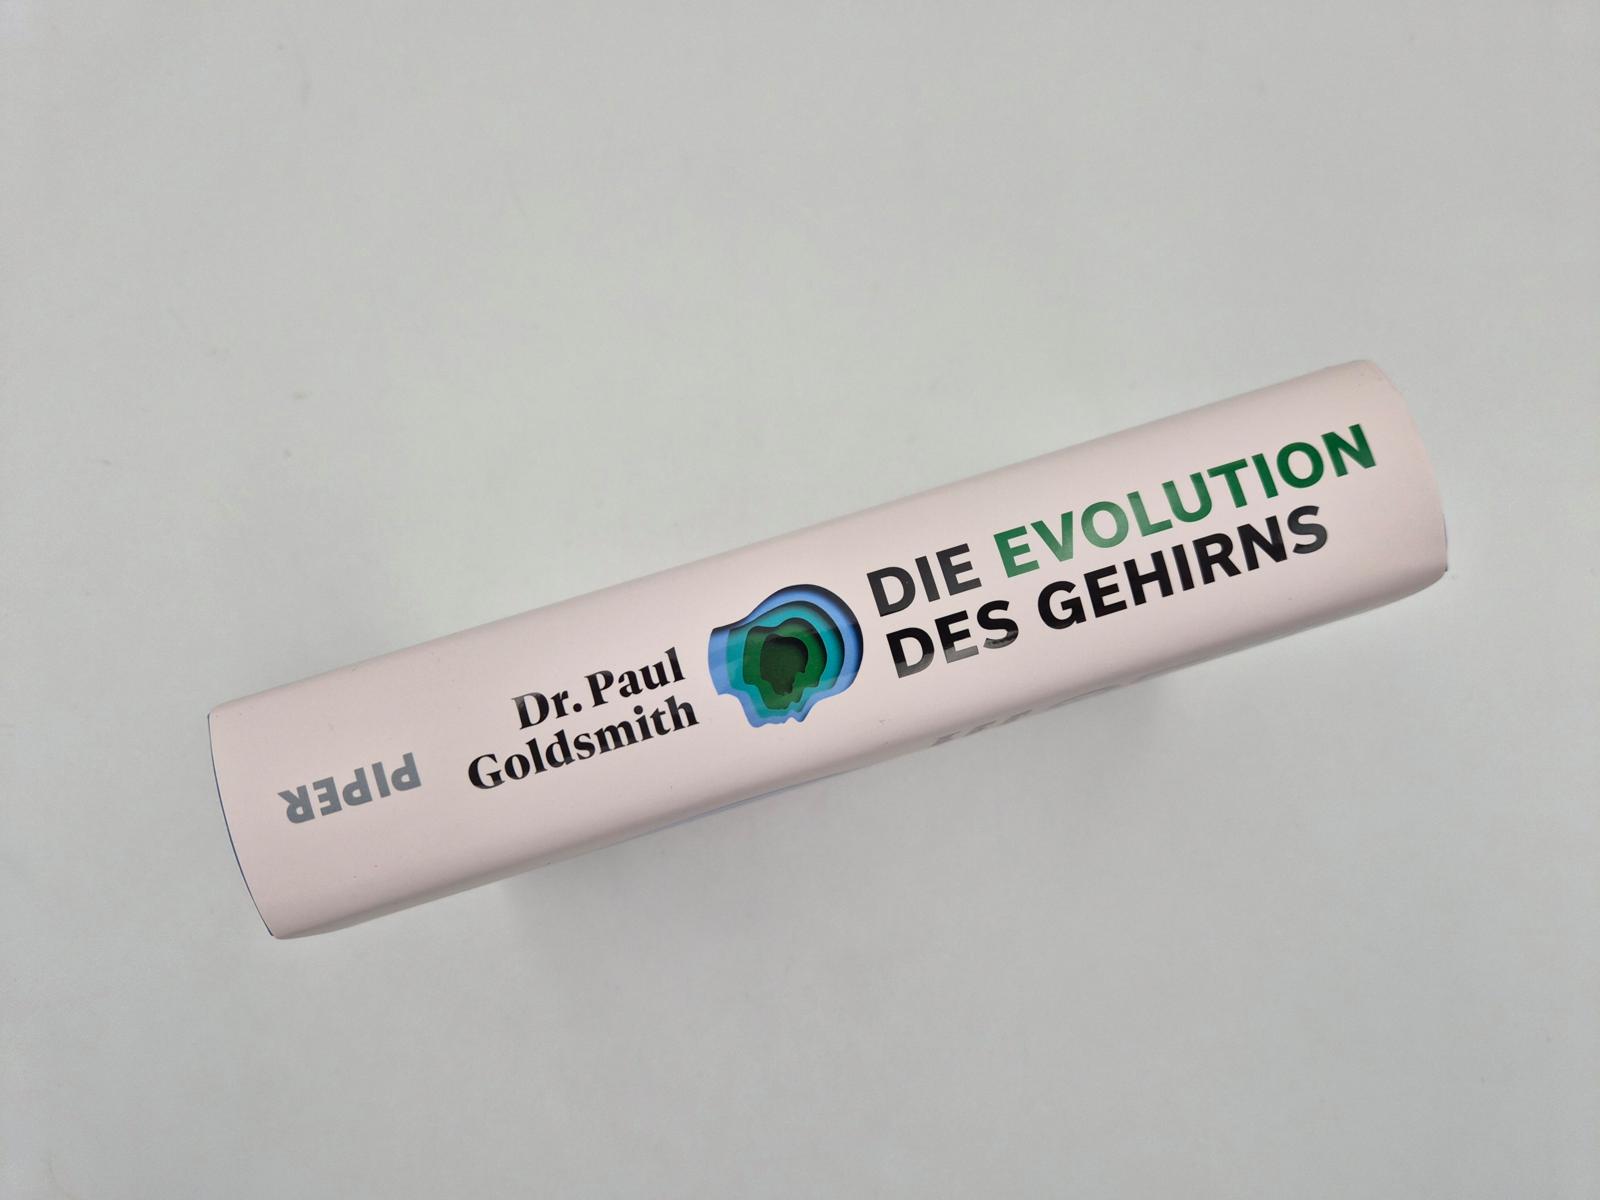 Dr. Paul
Goldsmith
DIE EVOLUTION
DES GEHIRNS
PIPER